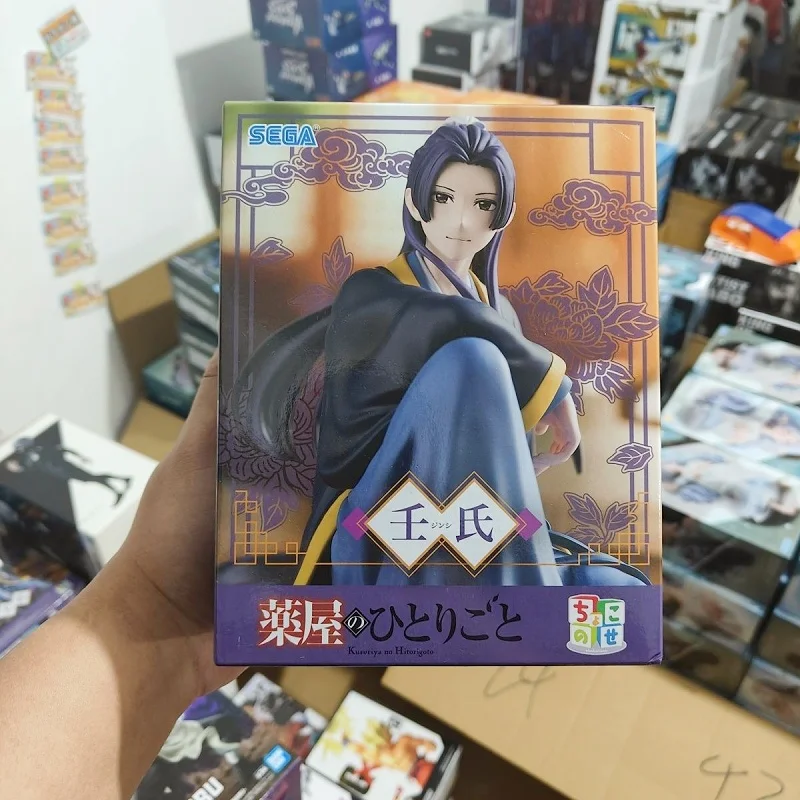 SEGA
壬氏
ジンシ
薬屋のひとりごと
Kusuriya no Hitorigoto
ちょこ
のせ